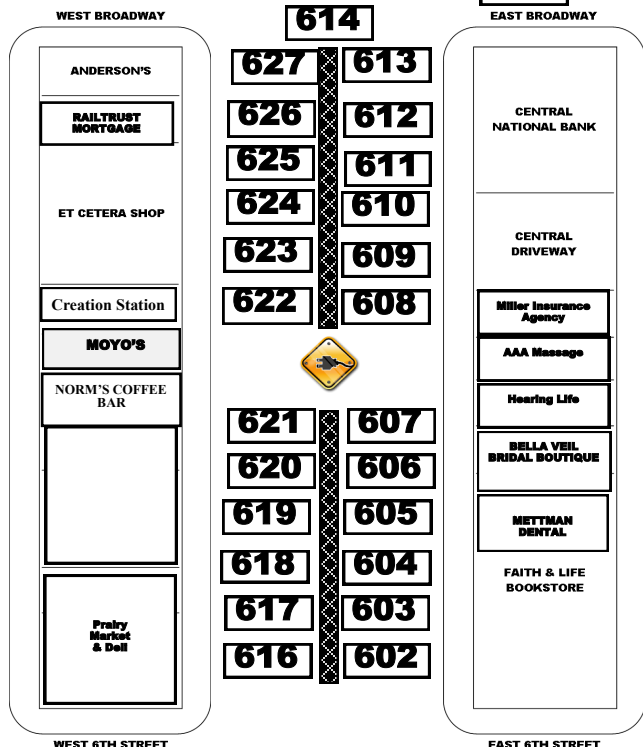 WEST BROADWAY
614
EAST BROADWAY
ANDERSON'S
RAILTRUST
MORTGAGE
ET CETERA SHOP
Creation Station
MOYO'S
NORM'S COFFEE
BAR
Prairy
Market
& Deli
WEST 6TH STREET
627
626
625
624
623
622
621
620
619
618
617
616
613
612
611
610
609
608
607
606
605
604
603
602
CENTRAL
NATIONAL BANK
CENTRAL
DRIVEWAY
Miller Insurance
Agency
AAA Massage
Hearing Life
BELLA VEIL
BRIDAL BOUTIQUE
METTMAN
DENTAL
FAITH & LIFE
BOOKSTORE
EAST 6TH STREET